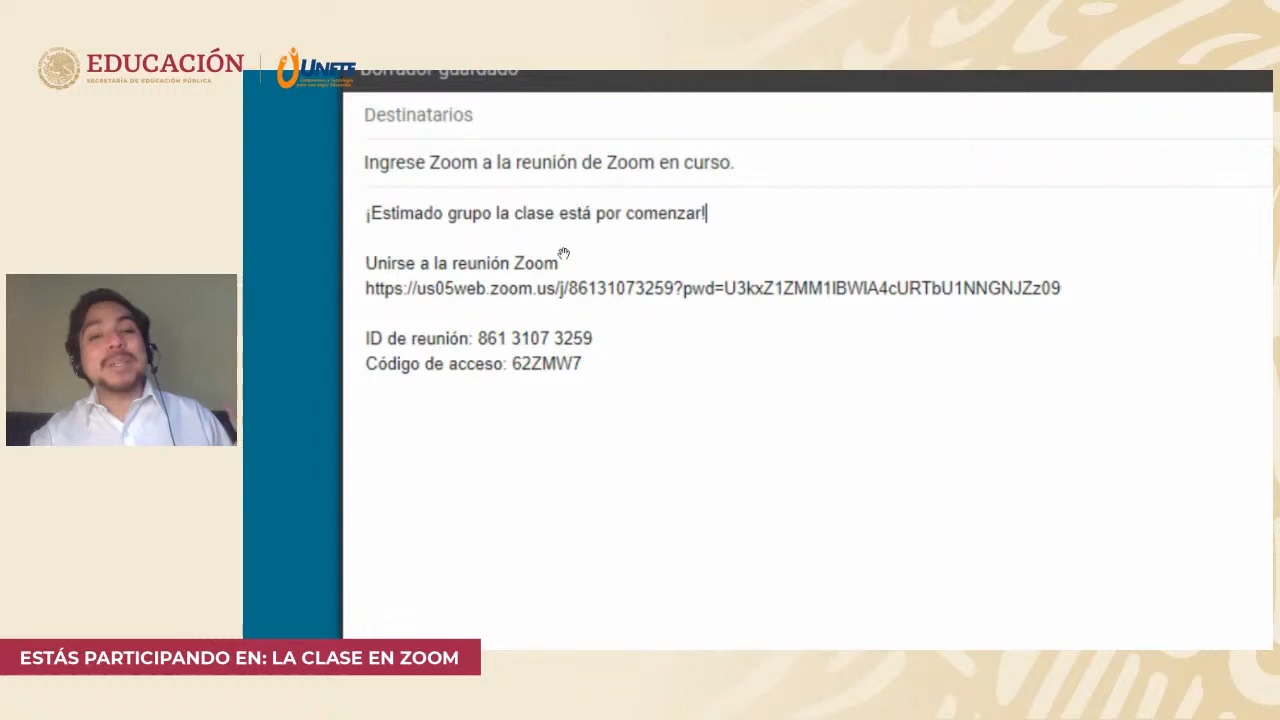 EDUCACIÓN
SECRETARÍA DE EDUCACIÓN PÚBLICA
UNETE
Borrador guardado
Destinatarios
Ingrese Zoom a la reunión de Zoom en curso.
¡Estimado grupo la clase está por comenzar!
Unirse a la reunión Zoom
https://us05web.zoom.us/j/86131073259?pwd=U3kxZ1ZMM1lBWlA4cURTbU1NNGNJZz09
ID de reunión: 861 3107 3259
Código de acceso: 62ZMW7
ESTÁS PARTICIPANDO EN: LA CLASE EN ZOOM